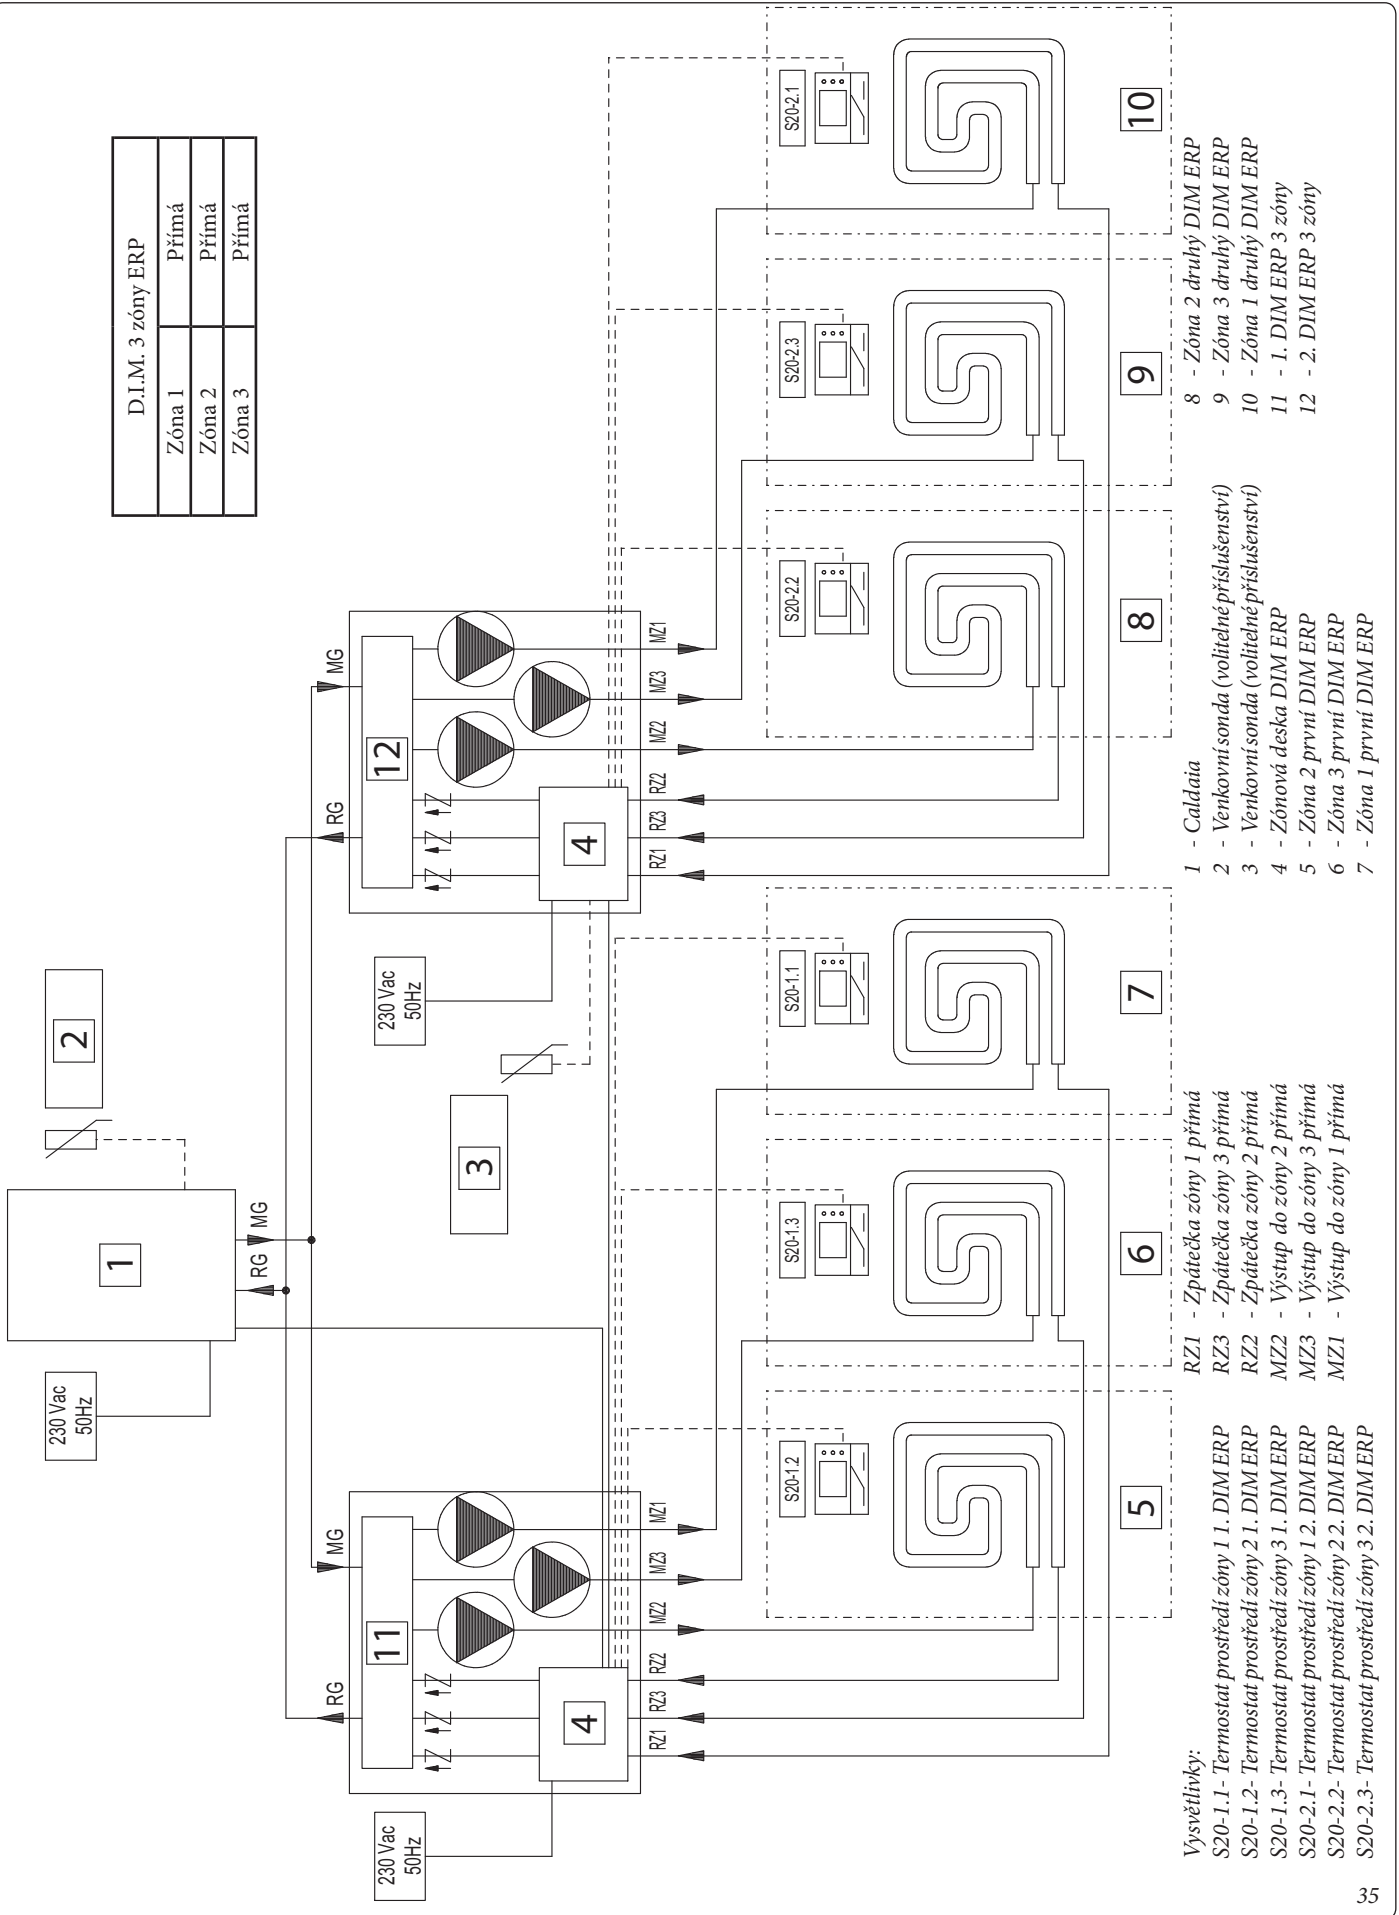 D.I.M. 3 zóny ERP
Zóna 1 Přímá
Zóna 2 Přímá
Zóna 3 Přímá
230 Vac
50Hz
1
2
RG
MG
3
230 Vac
50Hz
RG
MG
11
4
RZ1
RZ3
RZ2
MZ2
MZ3
MZ1
230 Vac
50Hz
RG
MG
12
4
RZ1
RZ3
RZ2
MZ2
MZ3
MZ1
S20-1.2
S20-1.3
S20-1.1
S20-2.2
S20-2.3
S20-2.1
5
6
7
8
9
10
Vysvětlivky:
S20-1.1- Termostat prostředí zóny 1 1. DIM ERP
S20-1.2- Termostat prostředí zóny 2 1. DIM ERP
S20-1.3- Termostat prostředí zóny 3 1. DIM ERP
S20-2.1- Termostat prostředí zóny 1 2. DIM ERP
S20-2.2- Termostat prostředí zóny 2 2. DIM ERP
S20-2.3- Termostat prostředí zóny 3 2. DIM ERP
RZ1 - Zpátečka zóny 1 přímá
RZ3 - Zpátečka zóny 3 přímá
RZ2 - Zpátečka zóny 2 přímá
MZ2 - Výstup do zóny 2 přímá
MZ3 - Výstup do zóny 3 přímá
MZ1 - Výstup do zóny 1 přímá
1 - Caldaia
2 - Venkovní sonda (volitelné příslušenství)
3 - Venkovní sonda (volitelné příslušenství)
4 - Zónová deska DIM ERP
5 - Zóna 2 první DIM ERP
6 - Zóna 3 první DIM ERP
7 - Zóna 1 první DIM ERP
8 - Zóna 2 druhý DIM ERP
9 - Zóna 3 druhý DIM ERP
10 - Zóna 1 druhý DIM ERP
11 - 1. DIM ERP 3 zóny
12 - 2. DIM ERP 3 zóny
35